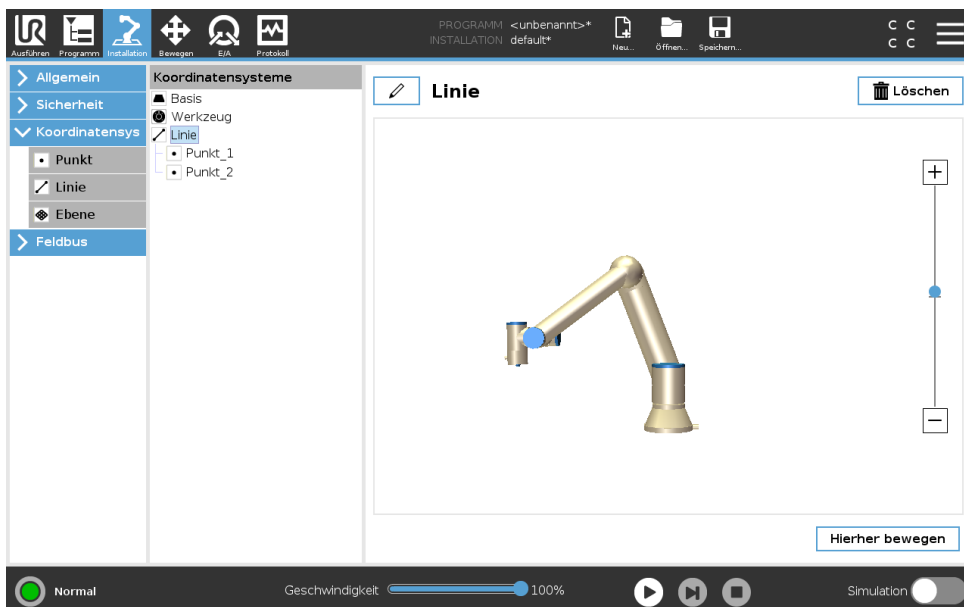 UR
PROGRAMM <unbenannt>*
INSTALLATION default*
C C
C C
Ausführen Programm Installation Bewegen E/A Protokoll Neu... Öffnen... Speichern...
Allgemein
Sicherheit
Koordinatensys
Punkt
Linie
Ebene
Feldbus
Koordinatensysteme
Basis
Werkzeug
Linie
Punkt_1
Punkt_2
Linie
Löschen
Hierher bewegen
Normal Geschwindigkeit 100% Simulation